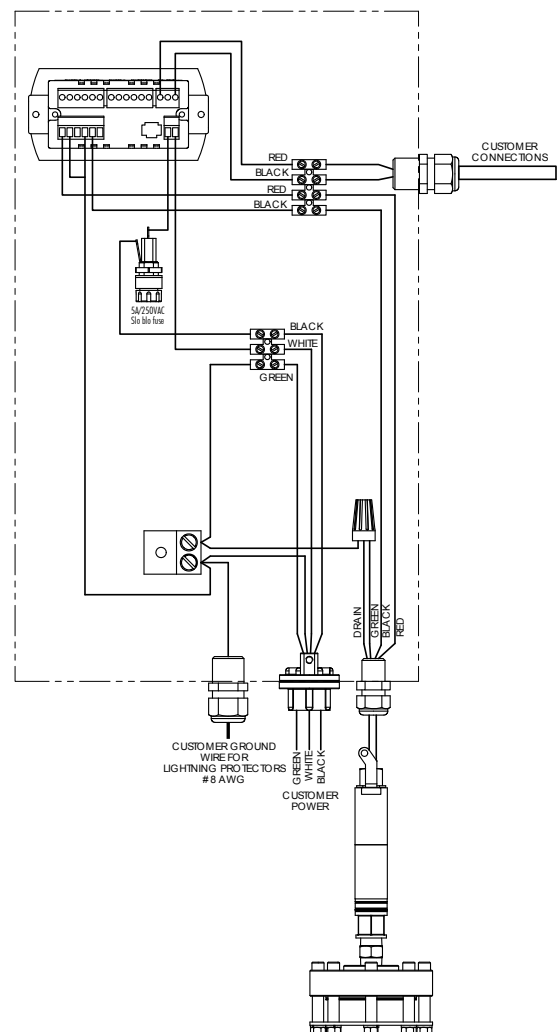 RED
BLACK
RED
BLACK
CUSTOMER
CONNECTIONS
5A/250VAC
Slo blo fuse
BLACK
WHITE
GREEN
DRAIN
GREEN
BLACK
RED
CUSTOMER GROUND
WIRE FOR
LIGHTNING PROTECTORS
#8 AWG
GREEN
WHITE
BLACK
CUSTOMER
POWER